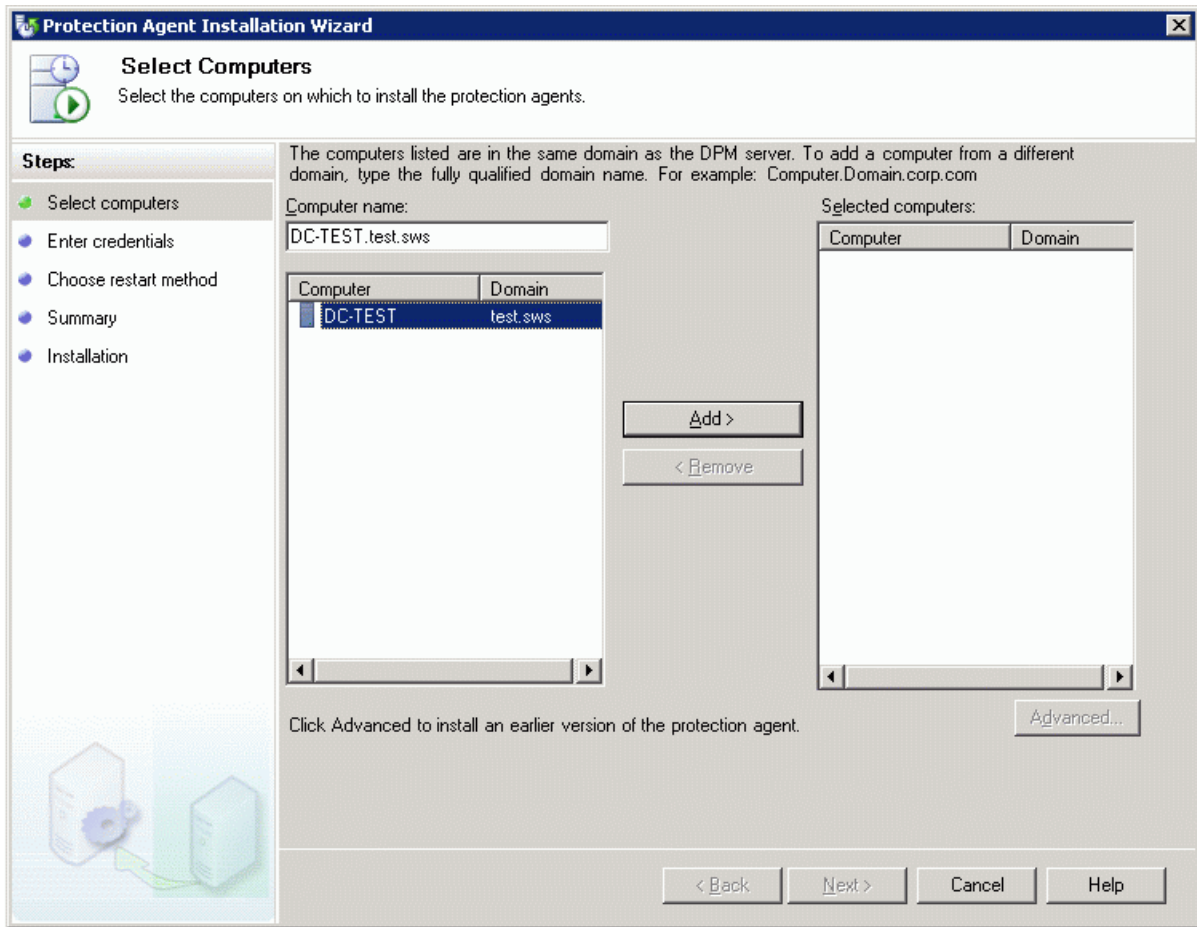 Protection Agent Installation Wizard
Select Computers
Select the computers on which to install the protection agents.
Steps:
Select computers
Enter credentials
Choose restart method
Summary
Installation
The computers listed are in the same domain as the DPM server. To add a computer from a different
domain, type the fully qualified domain name. For example: Computer.Domain.corp.com
Computer name:
DC-TEST.test.sws
Computer Domain
DC-TEST test.sws
Add >
< Remove
Selected computers:
Computer Domain
Click Advanced to install an earlier version of the protection agent.
Advanced...
< Back Next > Cancel Help